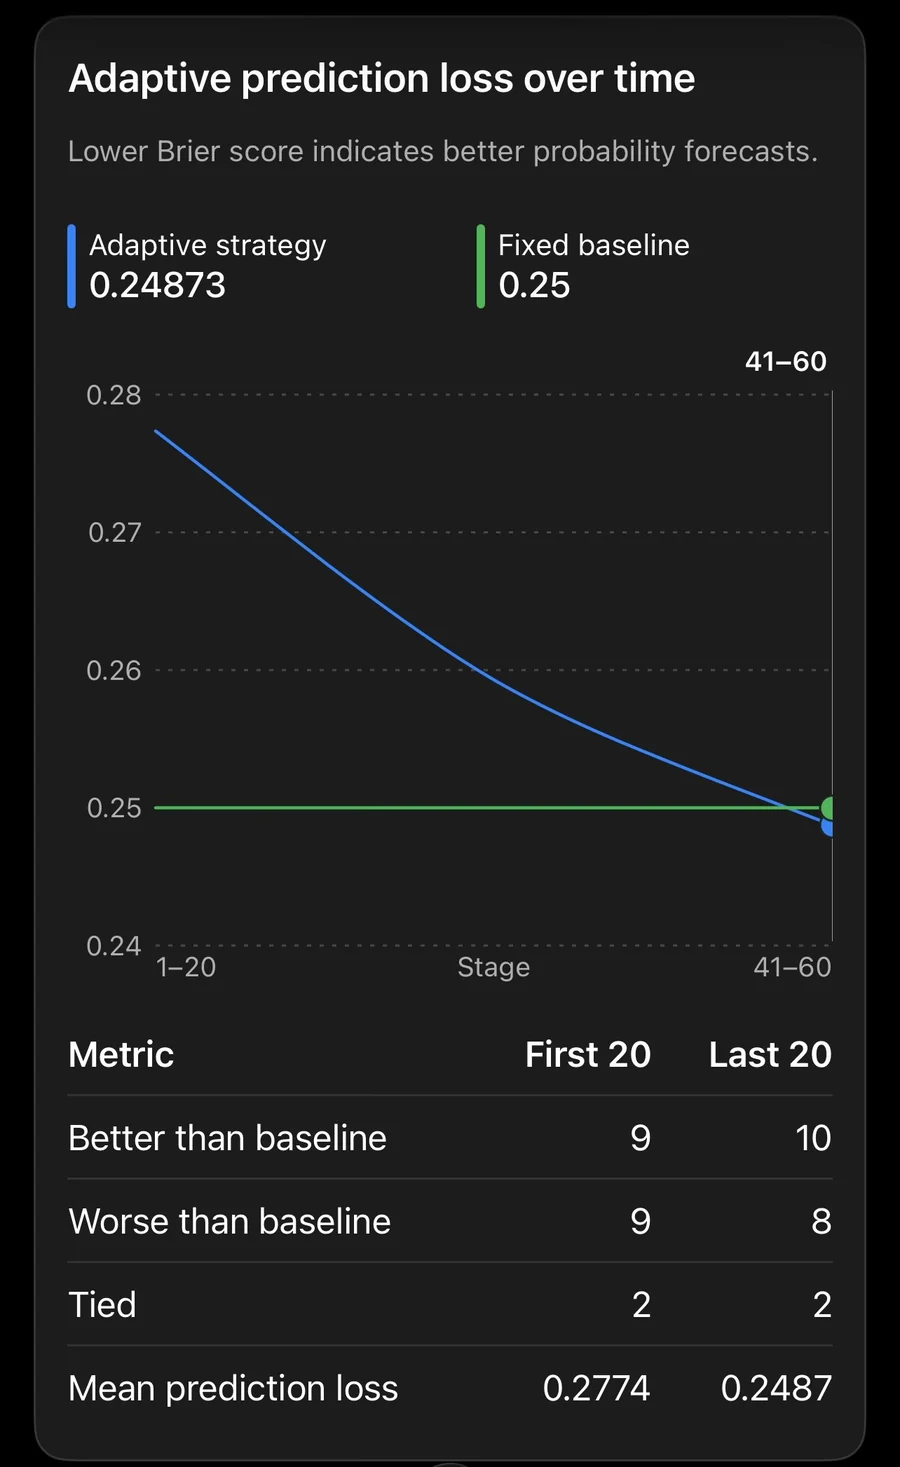 Adaptive prediction loss over time
Lower Brier score indicates better probability forecasts.
Adaptive strategy
0.24873
Fixed baseline
0.25
41–60
0.28
0.27
0.26
0.25
0.24
1–20 Stage 41–60
Metric First 20 Last 20
Better than baseline 9 10
Worse than baseline 9 8
Tied 2 2
Mean prediction loss 0.2774 0.2487